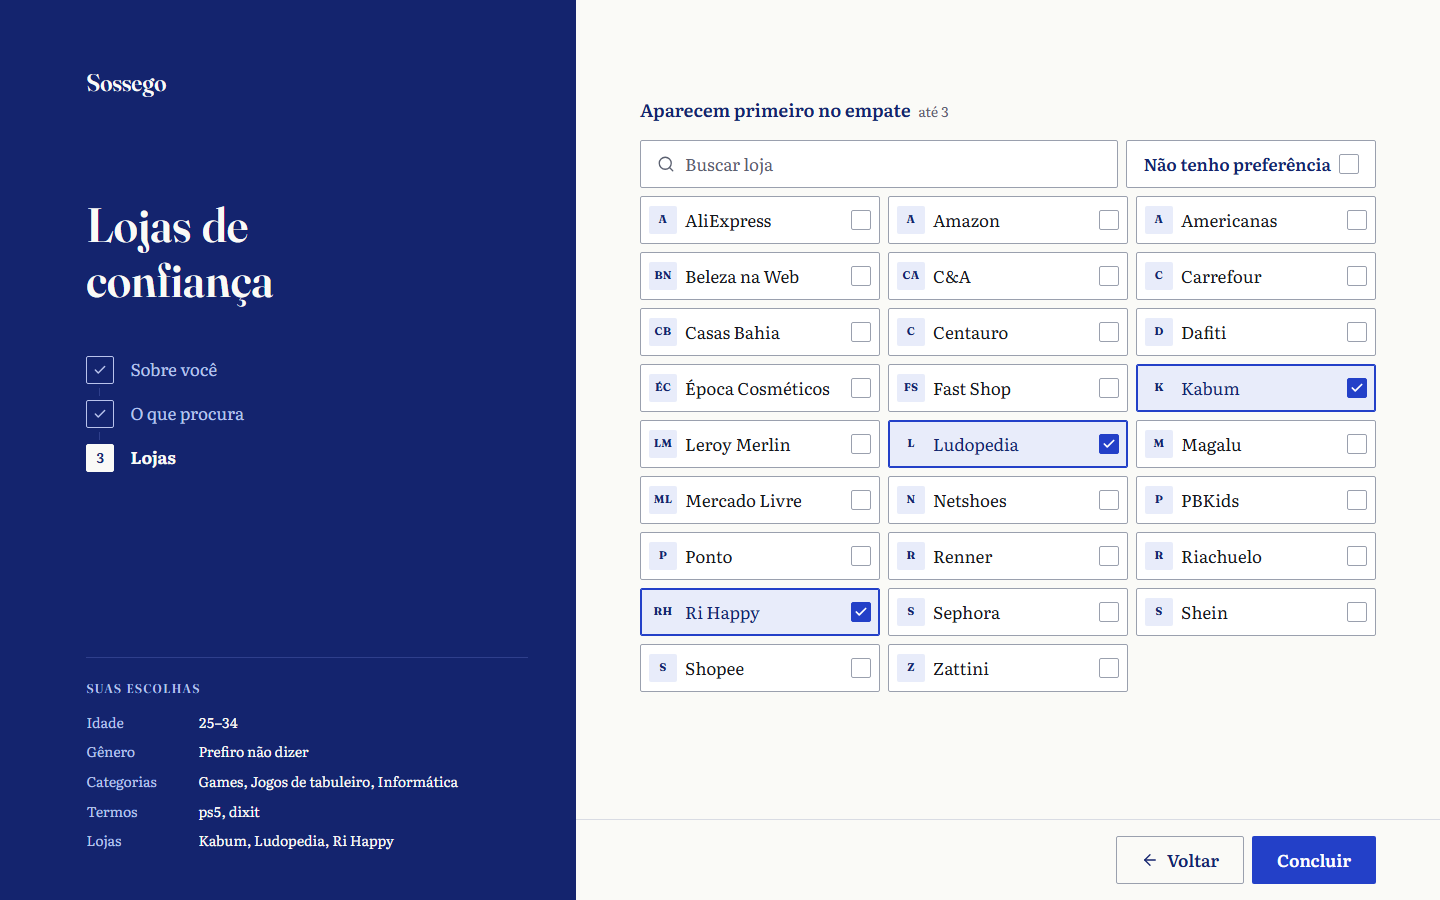 Sossego
Lojas de
confiança
Sobre você
O que procura
3 Lojas
SUAS ESCOLHAS
Idade 25–34
Gênero Prefiro não dizer
Categorias Games, Jogos de tabuleiro, Informática
Termos ps5, dixit
Lojas Kabum, Ludopedia, Ri Happy
Aparecem primeiro no empate até 3
Buscar loja Não tenho preferência
A AliExpress A Amazon A Americanas
BN Beleza na Web CA C&A C Carrefour
CB Casas Bahia C Centauro D Dafiti
ÉC Época Cosméticos FS Fast Shop K Kabum
LM Leroy Merlin L Ludopedia M Magalu
ML Mercado Livre N Netshoes P PBKids
P Ponto R Renner R Riachuelo
RH Ri Happy S Sephora S Shein
S Shopee Z Zattini
Voltar Concluir